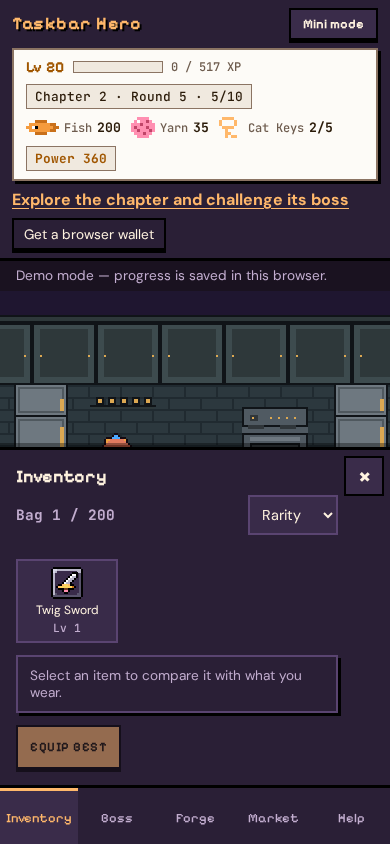 Taskbar Hero
Mini mode
Lv 80 0 / 517 XP
Chapter 2 · Round 5 · 5/10
Fish 200 Yarn 35 Cat Keys 2/5
Power 360
Explore the chapter and challenge its boss
Get a browser wallet
Demo mode — progress is saved in this browser.
Inventory
×
Bag 1 / 200
Rarity
Twig Sword
Lv 1
Select an item to compare it with what you
wear.
EQUIP BEST
Inventory Boss Forge Market Help